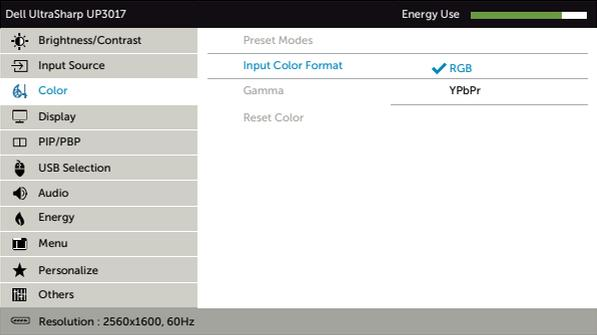 Dell UltraSharp UP3017
Energy Use
Brightness/Contrast
Input Source
Color
Display
PIP/PBP
USB Selection
Audio
Energy
Menu
Personalize
Others
Preset Modes
Input Color Format
Gamma
Reset Color
RGB
YPbPr
Resolution : 2560x1600, 60Hz